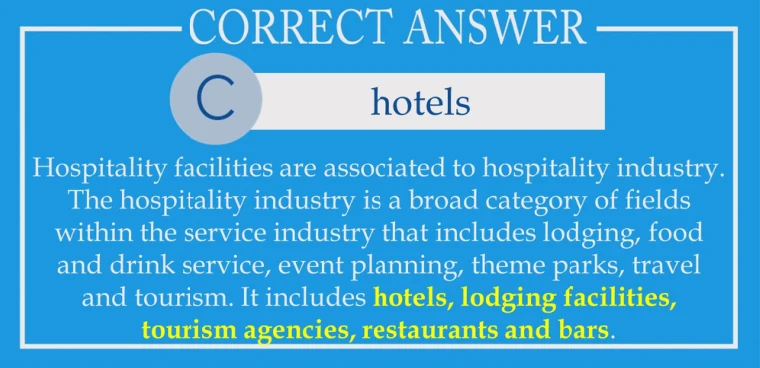 CORRECT ANSWER
C
hotels
Hospitality facilities are associated to hospitality industry.
The hospitality industry is a broad category of fields
within the service industry that includes lodging, food
and drink service, event planning, theme parks, travel
and tourism. It includes hotels, lodging facilities,
tourism agencies, restaurants and bars.